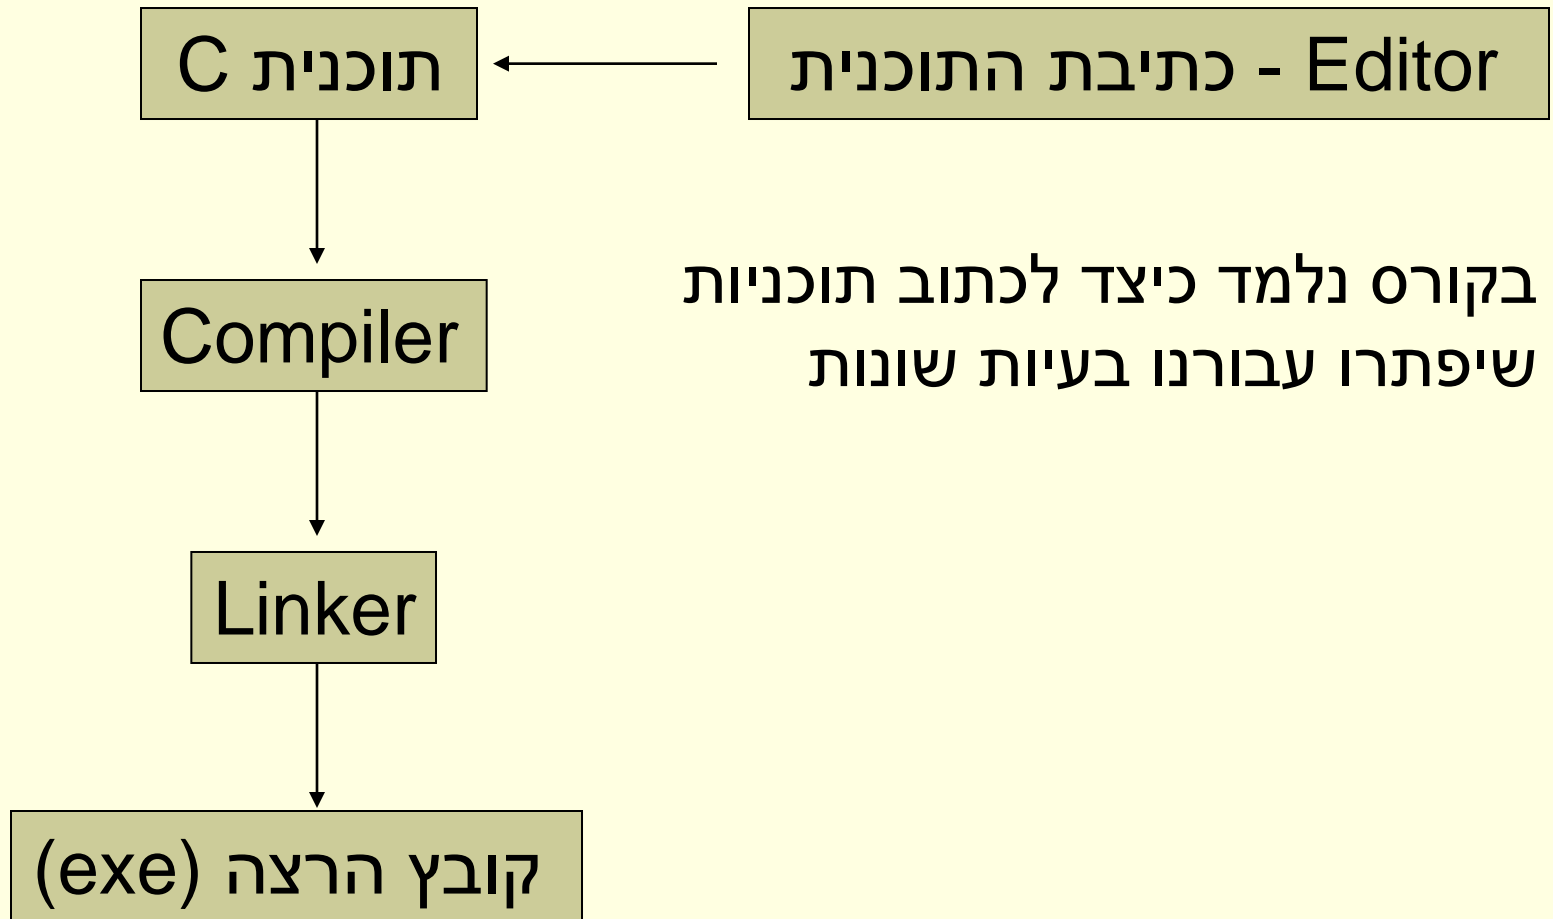 Editor - כתיבת התוכנית
תוכנית C
בקורס נלמד כיצד לכתוב תוכניות
שיפתרו עבורנו בעיות שונות
Compiler
Linker
קובץ הרצה (exe)